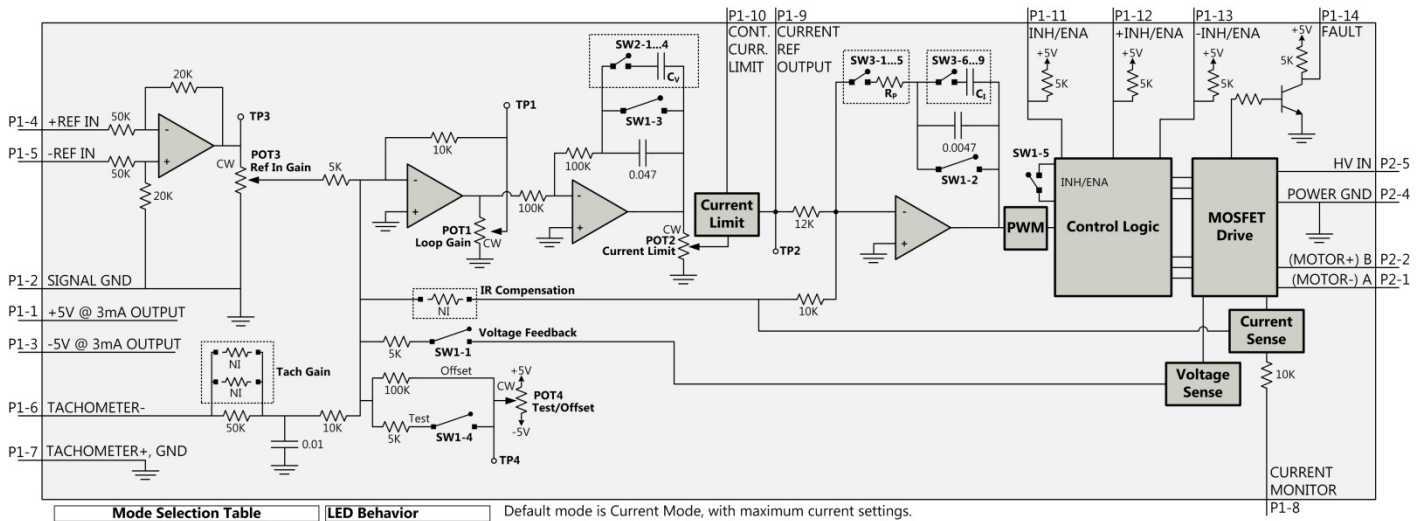 P1-10 P1-9
CONT. CURRENT
CURR. REF
LIMIT OUTPUT
P1-11
INH/ENA
P1-12
+INH/ENA
P1-13
-INH/ENA
P1-14
FAULT
+5V
5K
+5V
5K
+5V
5K
+5V
5K
20K
P1-4 +REF IN
50K
-
+
P1-5 -REF IN
50K
20K
TP3
CW
POT3
Ref In Gain
5K
TP1
10K
-
+
POT1
Loop Gain
CW
SW2-1...4
CV
SW1-3
0.047
100K
100K
-
+
CW
POT2
Current Limit
Current
Limit
TP2
12K
SW3-1...5
RP
SW3-6...9
CI
0.0047
SW1-2
-
+
PWM
SW1-5
INH/ENA
Control Logic
MOSFET
Drive
HV IN P2-5
POWER GND P2-4
(MOTOR+) B P2-2
(MOTOR-) A P2-1
P1-2 SIGNAL GND
P1-1 +5V @ 3mA OUTPUT
P1-3 -5V @ 3mA OUTPUT
IR Compensation
NI
10K
Voltage Feedback
5K
SW1-1
Current
Sense
Voltage
Sense
10K
NI
NI
Tach Gain
P1-6 TACHOMETER-
50K
10K
0.01
P1-7 TACHOMETER+, GND
Offset
100K
Test
5K
SW1-4
+5V
CW
POT4
Test/Offset
-5V
TP4
CURRENT
MONITOR
P1-8
Mode Selection Table
LED Behavior
Default mode is Current Mode, with maximum current settings.